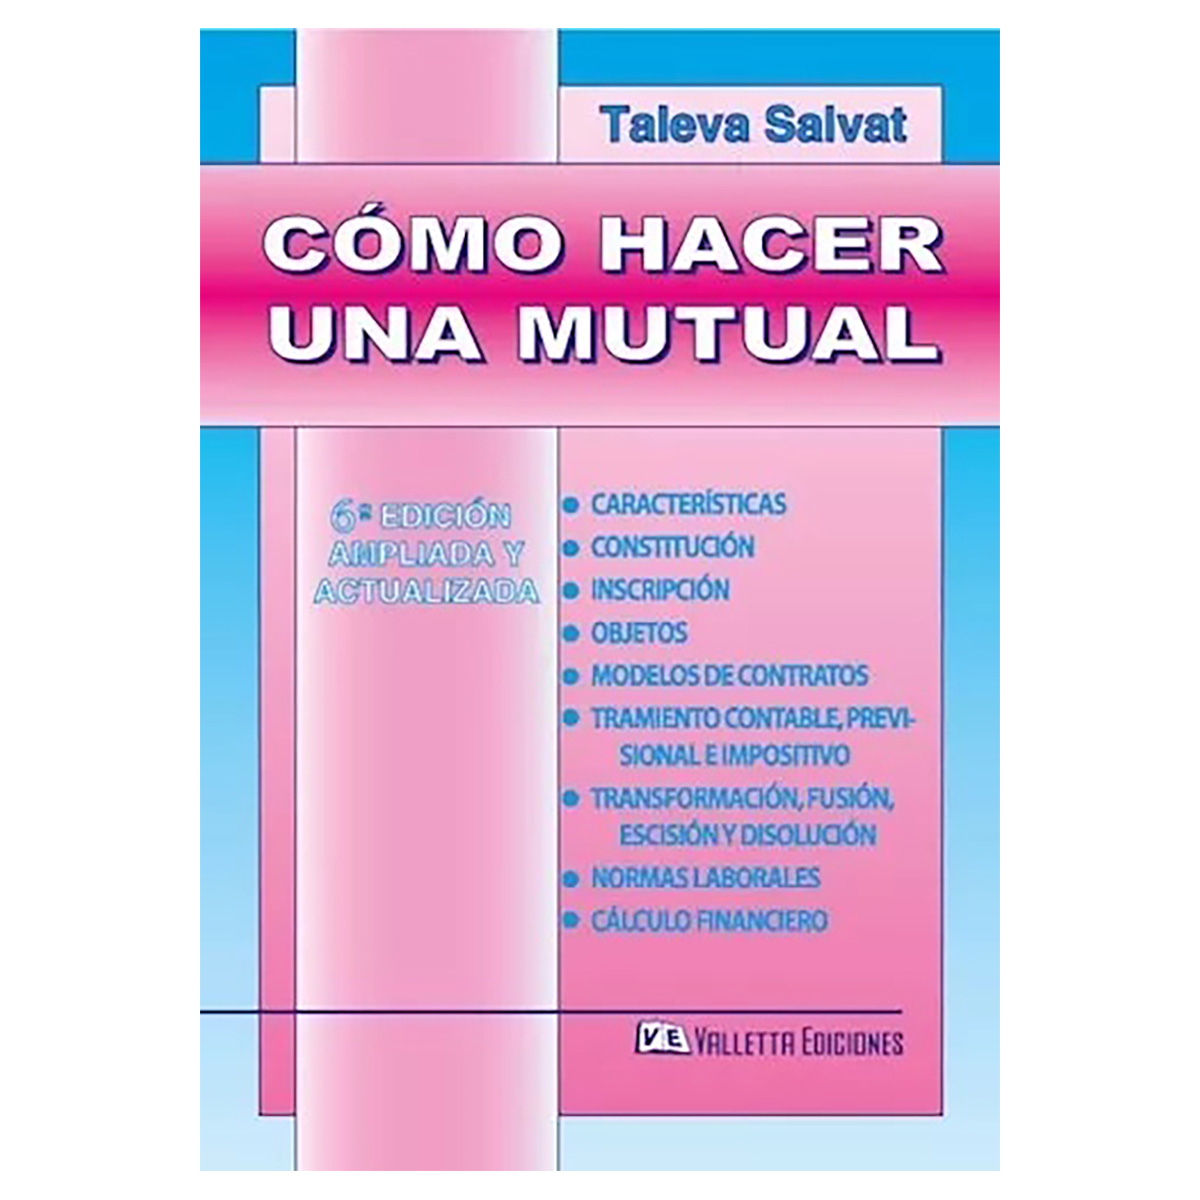 Taleva Salvat
CÓMO HACER
UNA MUTUAL
6ª EDICIÓN
AMPLIADA Y
ACTUALIZADA
• CARACTERÍSTICAS
• CONSTITUCIÓN
• INSCRIPCIÓN
• OBJETOS
• MODELOS DE CONTRATOS
• TRAMIENTO CONTABLE, PREVI-
SIONAL E IMPOSITIVO
• TRANSFORMACIÓN, FUSIÓN,
ESCISIÓN Y DISOLUCIÓN
• NORMAS LABORALES
• CÁLCULO FINANCIERO
VE VALLETTA EDICIONES